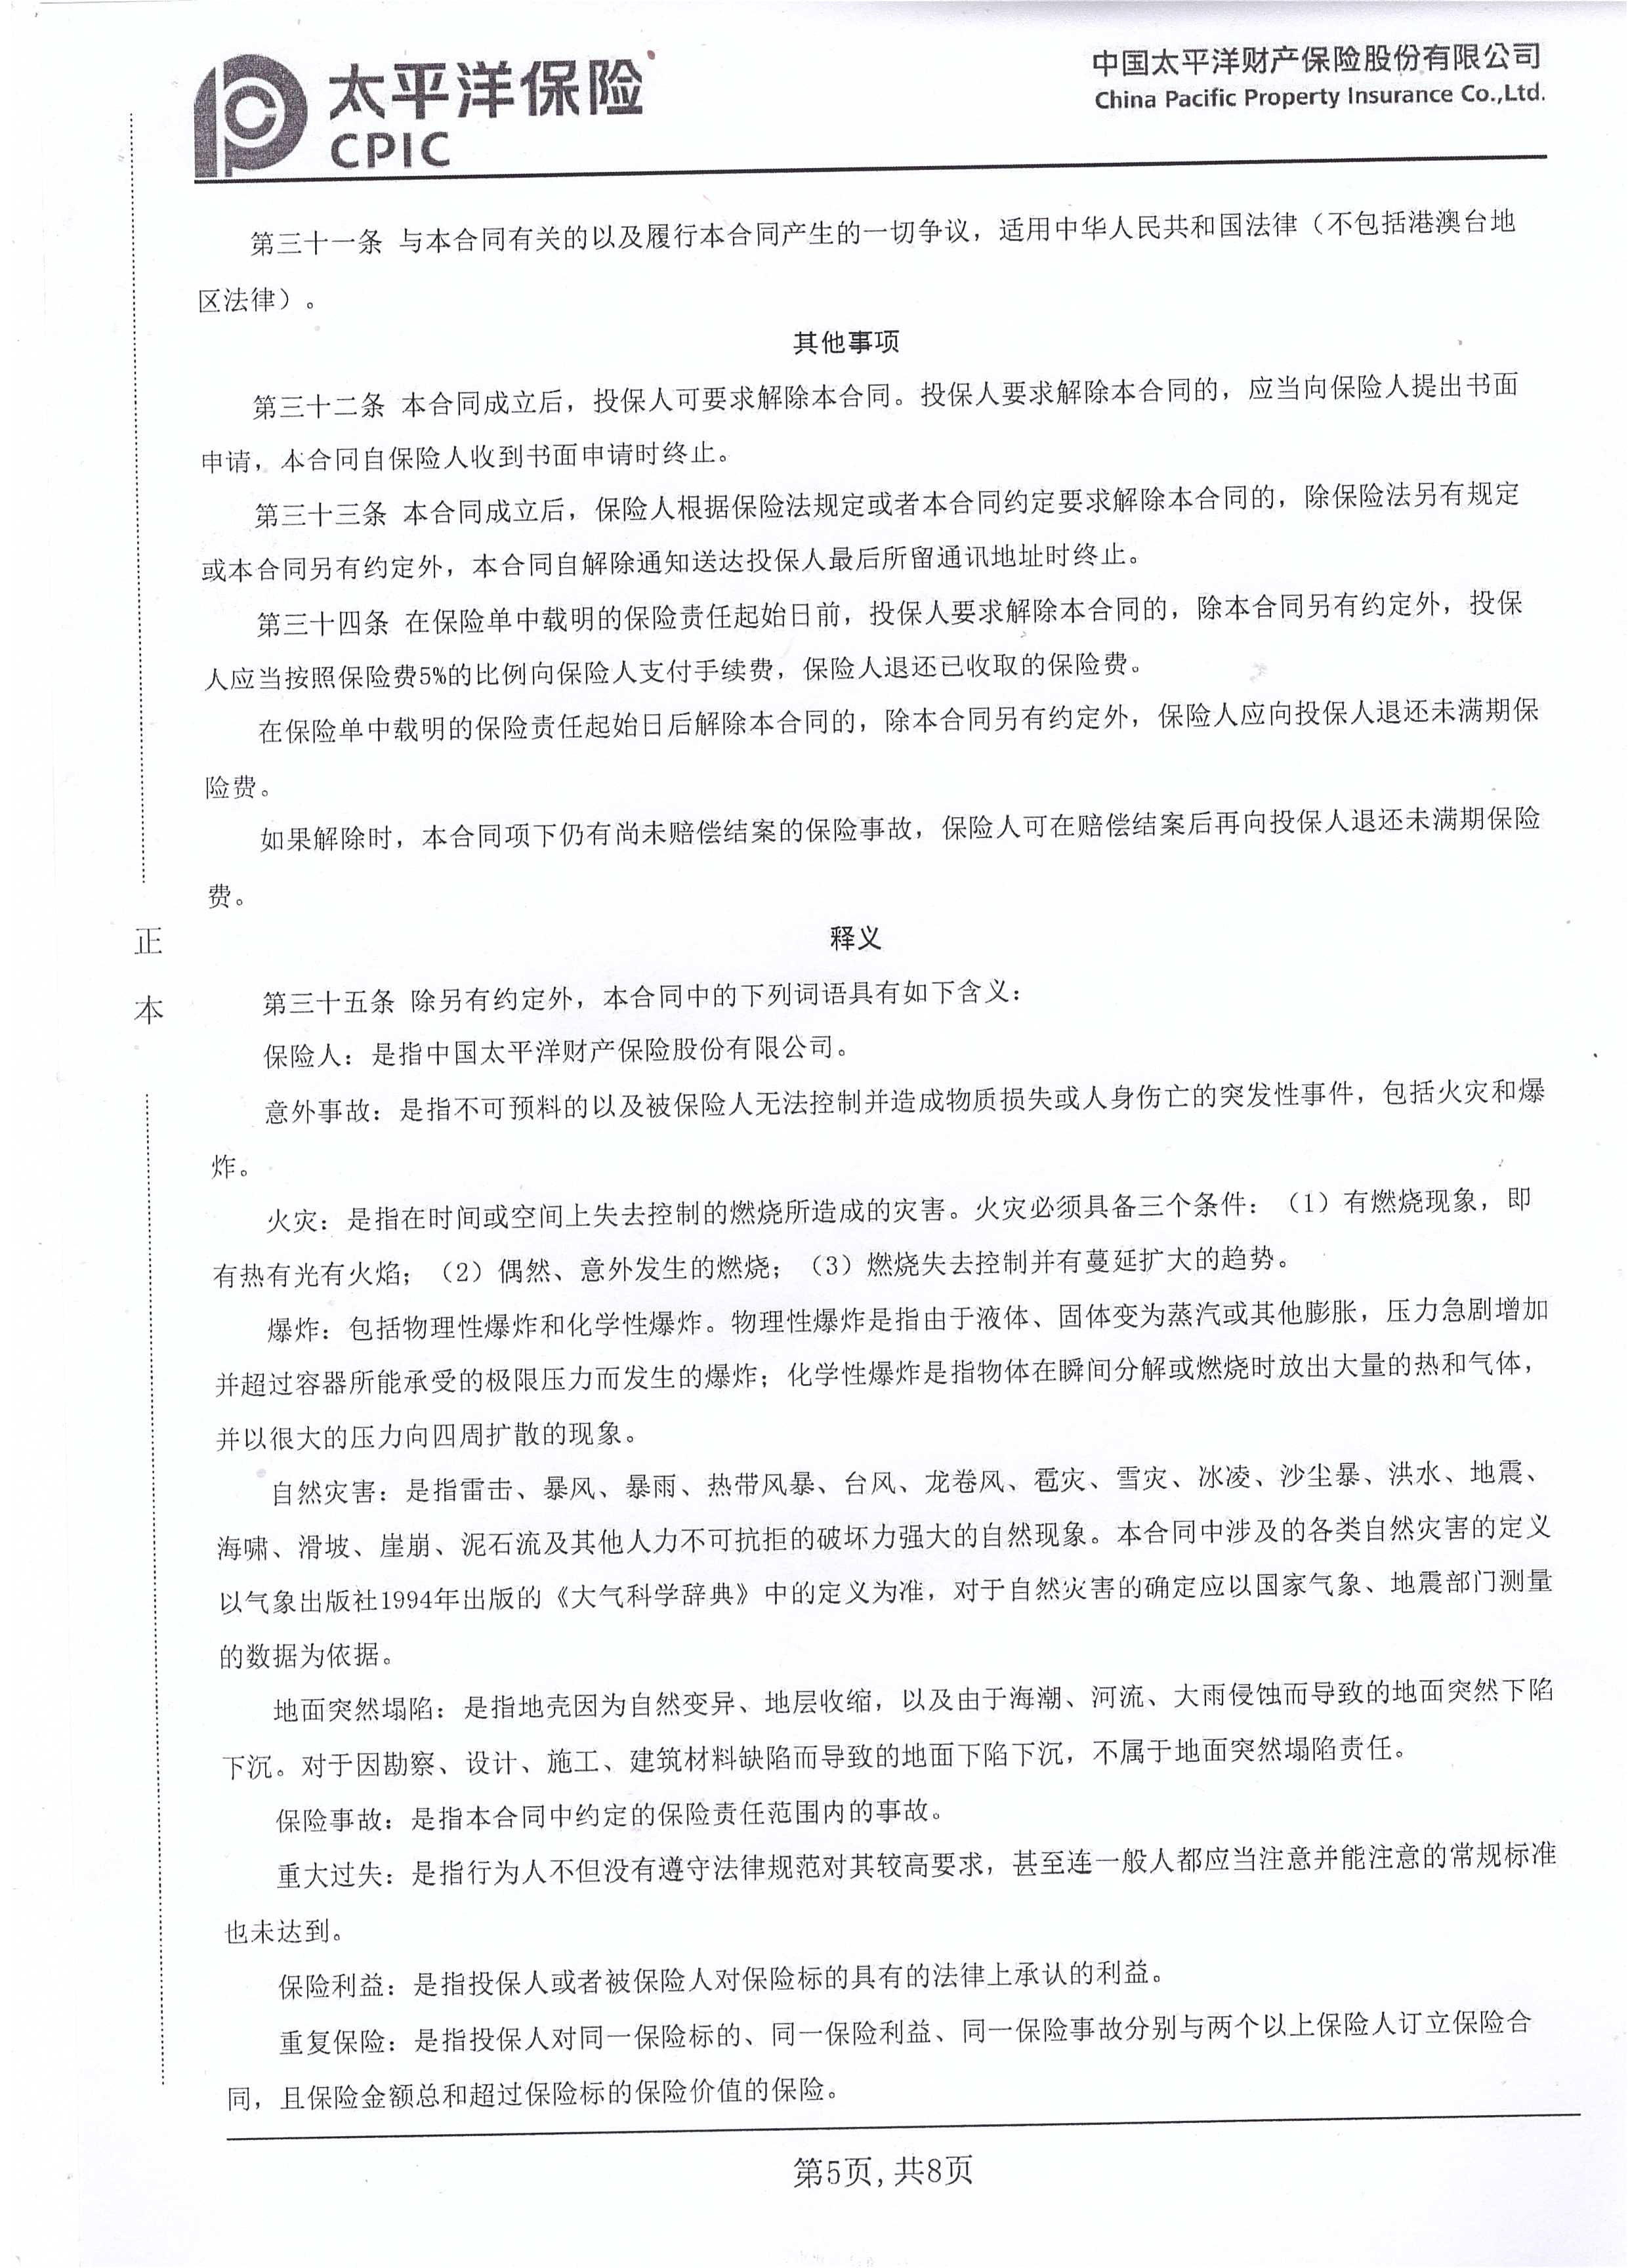 太平洋保险
CPIC
中国太平洋财产保险股份有限公司
China Pacific Property Insurance Co.,Ltd.
第三十一条 与本合同有关的以及履行本合同产生的一切争议，适用中华人民共和国法律（不包括港澳台地
区法律）。
其他事项
第三十二条 本合同成立后，投保人可要求解除本合同。投保人要求解除本合同的，应当向保险人提出书面
申请，本合同自保险人收到书面申请时终止。
第三十三条 本合同成立后，保险人根据保险法规定或者本合同约定要求解除本合同的，除保险法另有规定
或本合同另有约定外，本合同自解除通知送达投保人最后所留通讯地址时终止。
第三十四条 在保险单中载明的保险责任起始日前，投保人要求解除本合同的，除本合同另有约定外，投保
人应当按照保险费5%的比例向保险人支付手续费，保险人退还已收取的保险费。
在保险单中载明的保险责任起始日后解除本合同的，除本合同另有约定外，保险人应向投保人退还未满期保
险费。
如果解除时，本合同项下仍有尚未赔偿结案的保险事故，保险人可在赔偿结案后再向投保人退还未满期保险
费。
释义
正
本
第三十五条 除另有约定外，本合同中的下列词语具有如下含义：
保险人：是指中国太平洋财产保险股份有限公司。
意外事故：是指不可预料的以及被保险人无法控制并造成物质损失或人身伤亡的突发性事件，包括火灾和爆
炸。
火灾：是指在时间或空间上失去控制的燃烧所造成的灾害。火灾必须具备三个条件：（1）有燃烧现象，即
有热有光有火焰；（2）偶然、意外发生的燃烧；（3）燃烧失去控制并有蔓延扩大的趋势。
爆炸：包括物理性爆炸和化学性爆炸。物理性爆炸是指由于液体、固体变为蒸汽或其他膨胀，压力急剧增加
并超过容器所能承受的极限压力而发生的爆炸；化学性爆炸是指物体在瞬间分解或燃烧时放出大量的热和气体，
并以很大的压力向四周扩散的现象。
自然灾害：是指雷击、暴风、暴雨、热带风暴、台风、龙卷风、雹灾、雪灾、冰凌、沙尘暴、洪水、地震、
海啸、滑坡、崖崩、泥石流及其他人力不可抗拒的破坏力强大的自然现象。本合同中涉及的各类自然灾害的定义
以气象出版社1994年出版的《大气科学辞典》中的定义为准，对于自然灾害的确定应以国家气象、地震部门测量
的数据为依据。
地面突然塌陷：是指地壳因为自然变异、地层收缩，以及由于海潮、河流、大雨侵蚀而导致的地面突然下陷
下沉。对于因勘察、设计、施工、建筑材料缺陷而导致的地面下陷下沉，不属于地面突然塌陷责任。
保险事故：是指本合同中约定的保险责任范围内的事故。
重大过失：是指行为人不但没有遵守法律规范对其较高要求，甚至连一般人都应当注意并能注意的常规标准
也未达到。
保险利益：是指投保人或者被保险人对保险标的具有的法律上承认的利益。
重复保险：是指投保人对同一保险标的、同一保险利益、同一保险事故分别与两个以上保险人订立保险合
同，且保险金额总和超过保险标的保险价值的保险。
第5页,共8页